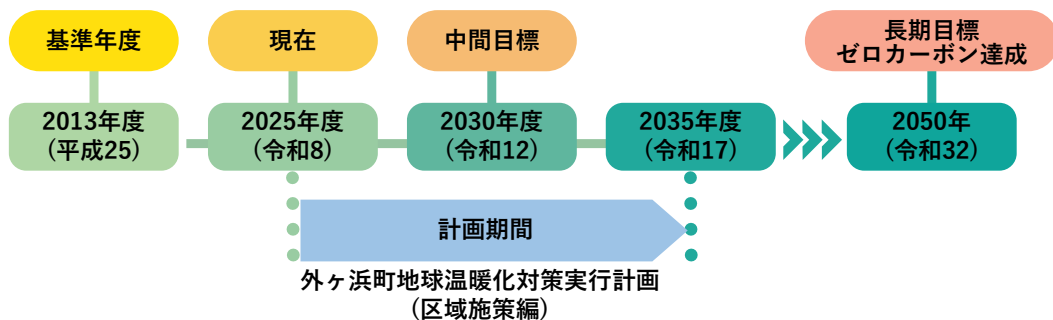 基準年度
現在
中間目標
長期目標
ゼロカーボン達成
2013年度
(平成25)
2025年度
(令和8)
2030年度
(令和12)
2035年度
(令和17)
2050年
(令和32)
計画期間
外ヶ浜町地球温暖化対策実行計画
(区域施策編)